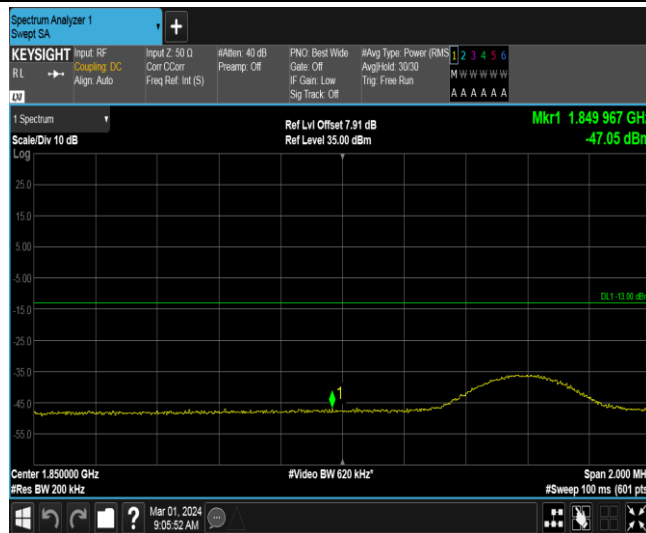 Spectrum Analyzer 1
Swept SA
+
KEYSIGHT
RL
LXI
Input: RF
Coupling: DC
Align: Auto
Input Z: 50 Ω
Corr CCorr
Freq Ref: Int (S)
#Atten: 40 dB
Preamp: Off
PNO: Best Wide
Gate: Off
IF Gain: Low
Sig Track: Off
#Avg Type: Power (RMS
Avg|Hold: 30/30
Trig: Free Run
1 2 3 4 5 6
M W W W W W
A A A A A A
1 Spectrum
Scale/Div 10 dB
Log
Ref Lvl Offset 7.91 dB
Ref Level 35.00 dBm
Mkr1 1.849 967 GHz
-47.05 dBm
25.0
15.0
5.00
-5.00
DL1 -13.00 dBm
-15.0
-25.0
-35.0
1
-45.0
-55.0
Center 1.850000 GHz
#Res BW 200 kHz
#Video BW 620 kHz*
Span 2.000 MH
#Sweep 100 ms (601 pts
?
Mar 01, 2024
9:05:52 AM